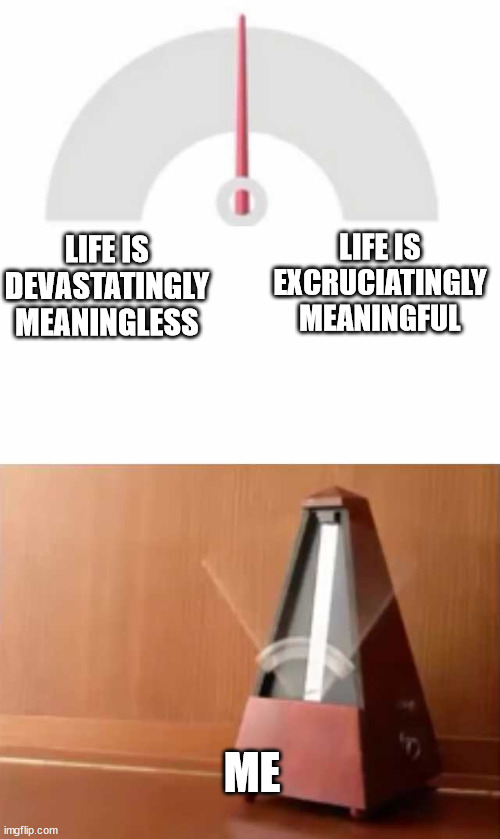 LIFE IS
DEVASTATINGLY
MEANINGLESS
LIFE IS
EXCRUCIATINGLY
MEANINGFUL
ME
imgflip.com